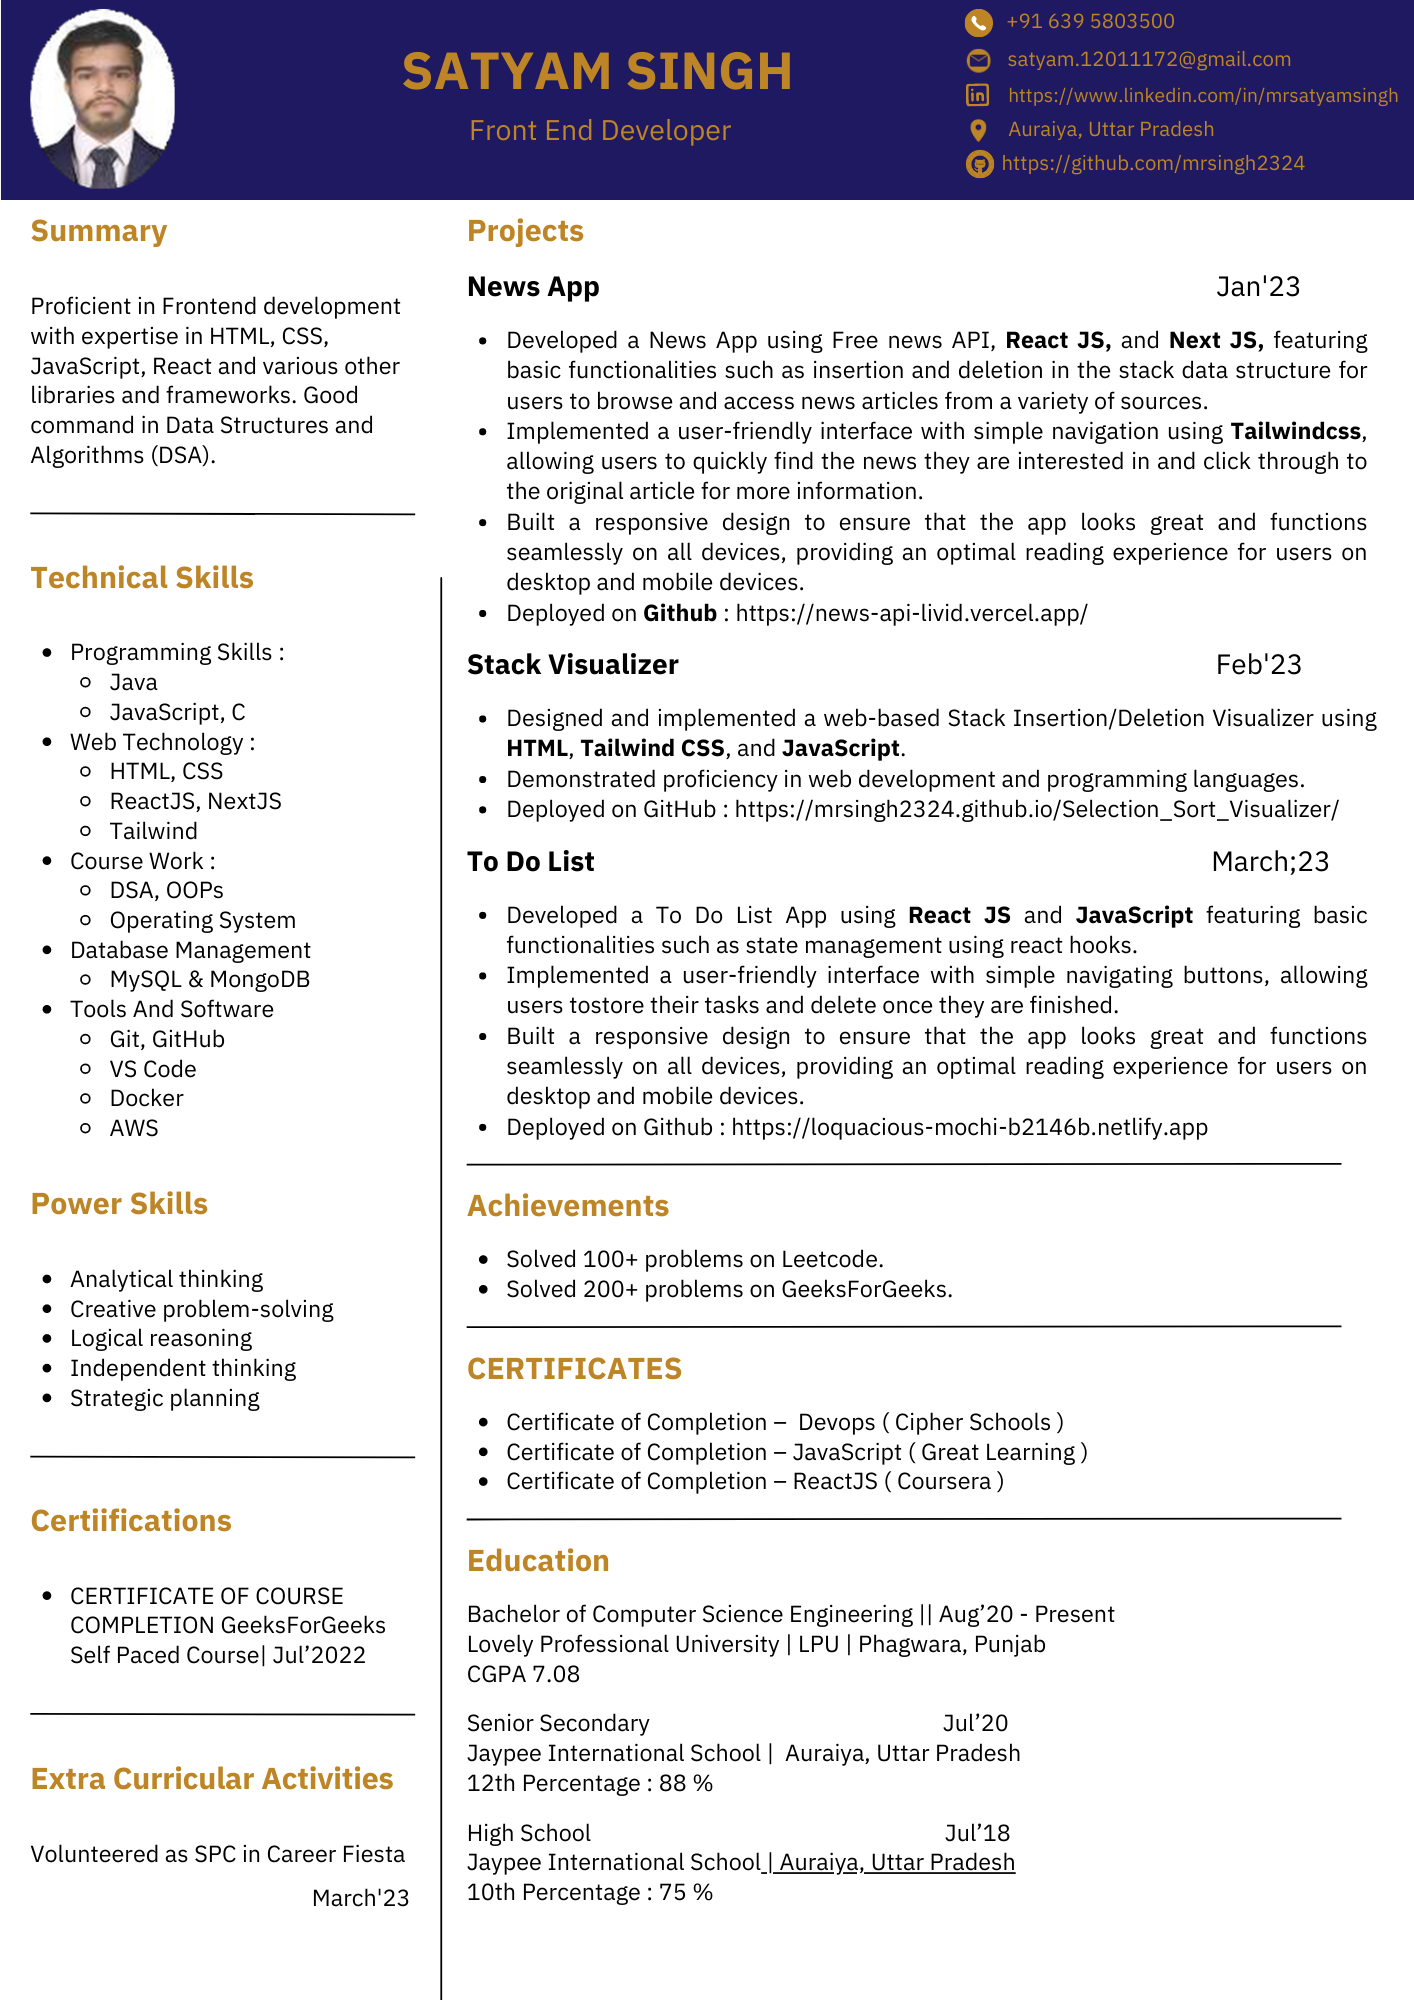 SATYAM SINGH
Front End Developer
+91 639 5803500
satyam.12011172@gmail.com
https://www.linkedin.com/in/mrsatyamsingh
Auraiya, Uttar Pradesh
https://github.com/mrsingh2324
Summary
Proficient in Frontend development
with expertise in HTML, CSS,
JavaScript, React and various other
libraries and frameworks. Good
command in Data Structures and
Algorithms (DSA).
Technical Skills
• Programming Skills :
◦ Java
◦ JavaScript, C
• Web Technology :
◦ HTML, CSS
◦ ReactJS, NextJS
◦ Tailwind
• Course Work :
◦ DSA, OOPs
◦ Operating System
• Database Management
◦ MySQL & MongoDB
• Tools And Software
◦ Git, GitHub
◦ VS Code
◦ Docker
◦ AWS
Power Skills
• Analytical thinking
• Creative problem-solving
• Logical reasoning
• Independent thinking
• Strategic planning
Certiifications
• CERTIFICATE OF COURSE
COMPLETION GeeksForGeeks
Self Paced Course| Jul’2022
Extra Curricular Activities
Volunteered as SPC in Career Fiesta
March'23
Projects
News App Jan'23
• Developed a News App using Free news API, React JS, and Next JS, featuring
basic functionalities such as insertion and deletion in the stack data structure for
users to browse and access news articles from a variety of sources.
• Implemented a user-friendly interface with simple navigation using Tailwindcss,
allowing users to quickly find the news they are interested in and click through to
the original article for more information.
• Built a responsive design to ensure that the app looks great and functions
seamlessly on all devices, providing an optimal reading experience for users on
desktop and mobile devices.
• Deployed on Github : https://news-api-livid.vercel.app/
Stack Visualizer Feb'23
• Designed and implemented a web-based Stack Insertion/Deletion Visualizer using
HTML, Tailwind CSS, and JavaScript.
• Demonstrated proficiency in web development and programming languages.
• Deployed on GitHub : https://mrsingh2324.github.io/Selection_Sort_Visualizer/
To Do List March;23
• Developed a To Do List App using React JS and JavaScript featuring basic
functionalities such as state management using react hooks.
• Implemented a user-friendly interface with simple navigating buttons, allowing
users tostore their tasks and delete once they are finished.
• Built a responsive design to ensure that the app looks great and functions
seamlessly on all devices, providing an optimal reading experience for users on
desktop and mobile devices.
• Deployed on Github : https://loquacious-mochi-b2146b.netlify.app
Achievements
• Solved 100+ problems on Leetcode.
• Solved 200+ problems on GeeksForGeeks.
CERTIFICATES
• Certificate of Completion – Devops ( Cipher Schools )
• Certificate of Completion – JavaScript ( Great Learning )
• Certificate of Completion – ReactJS ( Coursera )
Education
Bachelor of Computer Science Engineering || Aug’20 - Present
Lovely Professional University | LPU | Phagwara, Punjab
CGPA 7.08
Senior Secondary Jul’20
Jaypee International School | Auraiya, Uttar Pradesh
12th Percentage : 88 %
High School Jul’18
Jaypee International School | Auraiya, Uttar Pradesh
10th Percentage : 75 %